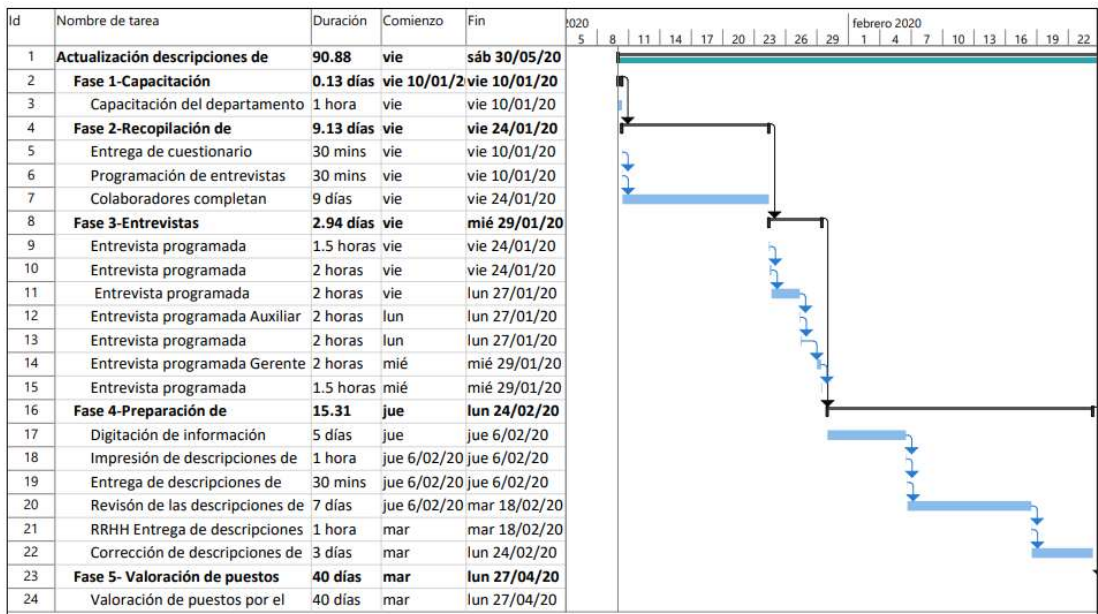 Id Nombre de tarea Duración Comienzo Fin 2020 febrero 2020
5 8 11 14 17 20 23 26 29 1 4 7 10 13 16 19 22
1 Actualización descripciones de 90.88 vie sáb 30/05/20
2 Fase 1-Capacitación 0.13 días vie 10/01/2 vie 10/01/20
3 Capacitación del departamento 1 hora vie vie 10/01/20
4 Fase 2-Recopilación de 9.13 días vie vie 24/01/20
5 Entrega de cuestionario 30 mins vie vie 10/01/20
6 Programación de entrevistas 30 mins vie vie 10/01/20
7 Colaboradores completan 9 días vie vie 24/01/20
8 Fase 3-Entrevistas 2.94 días vie mié 29/01/20
9 Entrevista programada 1.5 horas vie vie 24/01/20
10 Entrevista programada 2 horas vie vie 24/01/20
11 Entrevista programada 2 horas vie lun 27/01/20
12 Entrevista programada Auxiliar 2 horas lun lun 27/01/20
13 Entrevista programada 2 horas lun lun 27/01/20
14 Entrevista programada Gerente 2 horas mié mié 29/01/20
15 Entrevista programada 1.5 horas mié mié 29/01/20
16 Fase 4-Preparación de 15.31 jue lun 24/02/20
17 Digitación de información 5 días jue jue 6/02/20
18 Impresión de descripciones de 1 hora jue 6/02/20 jue 6/02/20
19 Entrega de descripciones de 30 mins jue 6/02/20 jue 6/02/20
20 Revisón de las descripciones de 7 días jue 6/02/20 mar 18/02/20
21 RRHH Entrega de descripciones 1 hora mar mar 18/02/20
22 Corrección de descripciones de 3 días mar lun 24/02/20
23 Fase 5- Valoración de puestos 40 días mar lun 27/04/20
24 Valoración de puestos por el 40 días mar lun 27/04/20